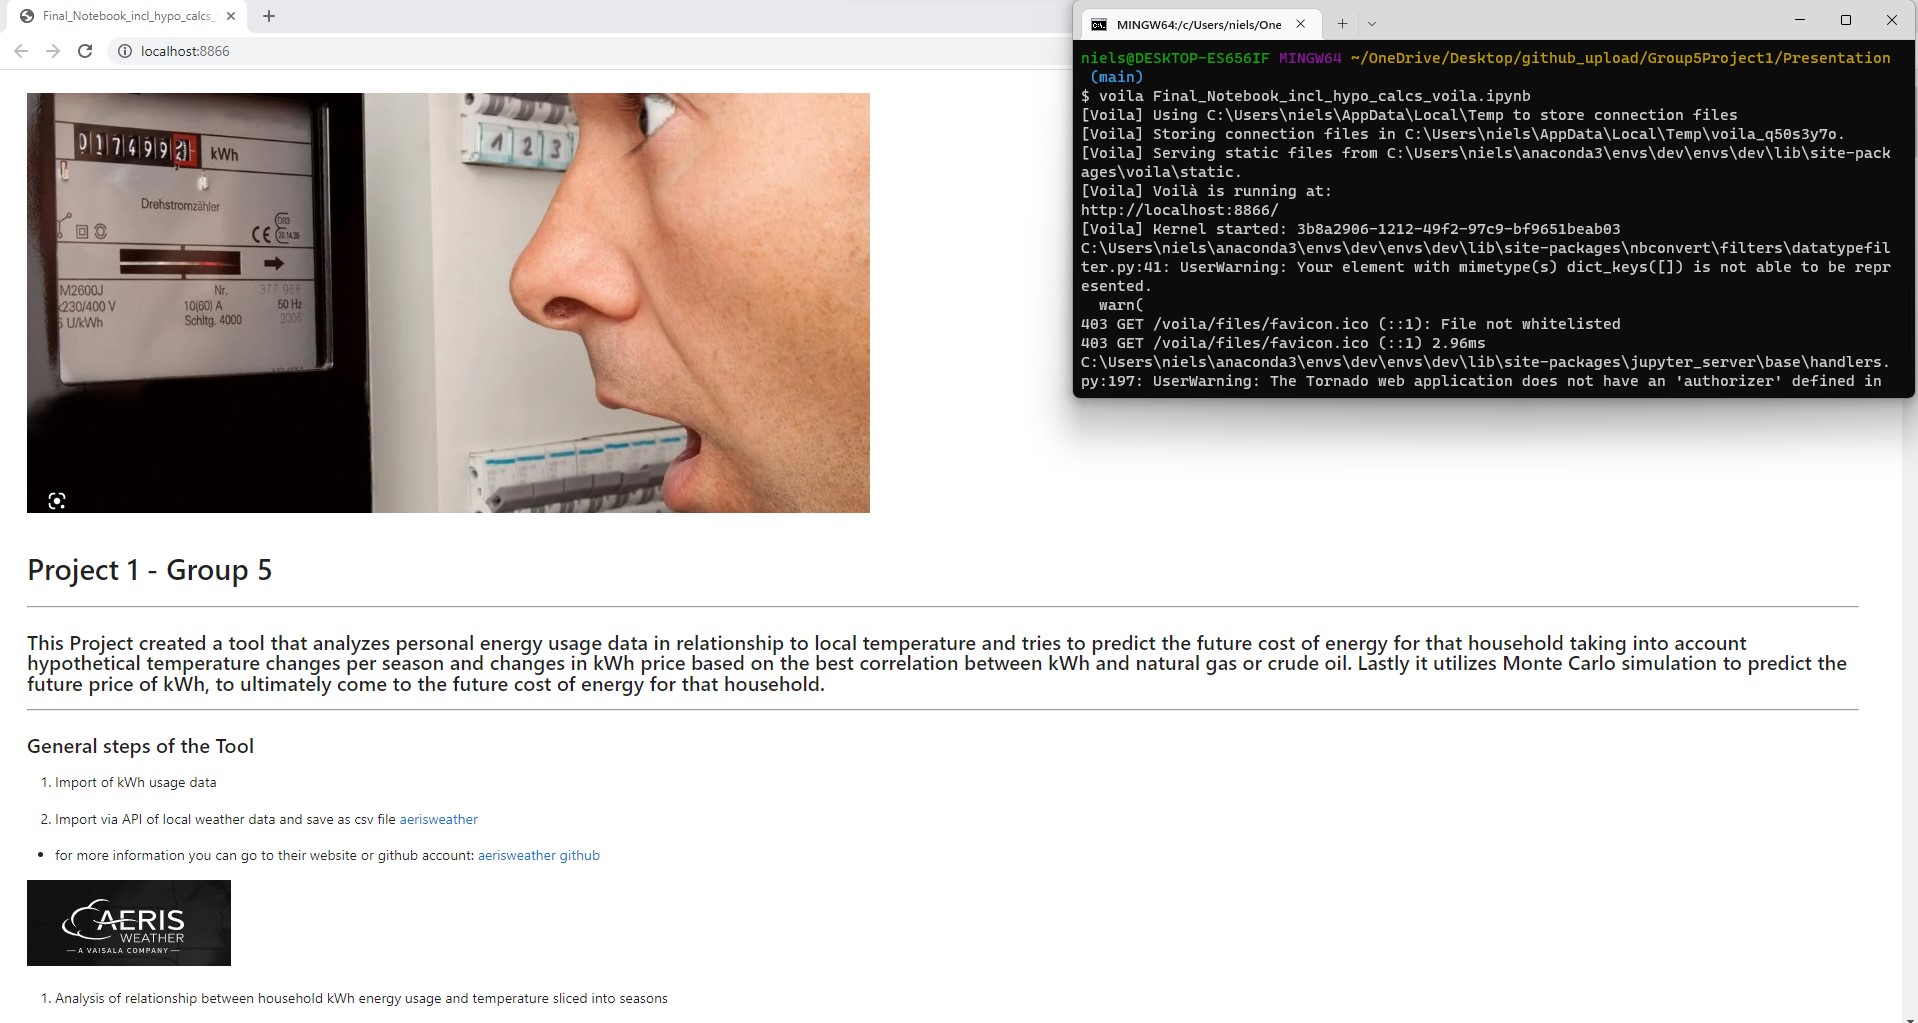 Final_Notebook_incl_hypo_calcs_
localhost:8866
MINGW64:/c/Users/niels/One
niels@DESKTOP-ES656IF MINGW64 ~/OneDrive/Desktop/github_upload/Group5Project1/Presentation
(main)
$ voila Final_Notebook_incl_hypo_calcs_voila.ipynb
[Voila] Using C:\Users\niels\AppData\Local\Temp to store connection files
[Voila] Storing connection files in C:\Users\niels\AppData\Local\Temp\voila_q50s3y7o.
[Voila] Serving static files from C:\Users\niels\anaconda3\envs\dev\envs\dev\lib\site-pack
ages\voila\static.
[Voila] Voilà is running at:
http://localhost:8866/
[Voila] Kernel started: 3b8a2906-1212-49f2-97c9-bf9651beab03
C:\Users\niels\anaconda3\envs\dev\envs\dev\lib\site-packages\nbconvert\filters\datatypefil
ter.py:41: UserWarning: Your element with mimetype(s) dict_keys([]) is not able to be repr
esented.
warn(
403 GET /voila/files/favicon.ico (::1): File not whitelisted
403 GET /voila/files/favicon.ico (::1) 2.96ms
C:\Users\niels\anaconda3\envs\dev\envs\dev\lib\site-packages\jupyter_server\base\handlers.
py:197: UserWarning: The Tornado web application does not have an 'authorizer' defined in
017499 kWh
1 2 3
Drehstromzähler
CE
M2600J Nr. 377 968
230/400 V 10(60) A 50 Hz
U/kWh Schltg. 4000 2006
Project 1 - Group 5
This Project created a tool that analyzes personal energy usage data in relationship to local temperature and tries to predict the future cost of energy for that household taking into account
hypothetical temperature changes per season and changes in kWh price based on the best correlation between kWh and natural gas or crude oil. Lastly it utilizes Monte Carlo simulation to predict the
future price of kWh, to ultimately come to the future cost of energy for that household.
General steps of the Tool
1. Import of kWh usage data
2. Import via API of local weather data and save as csv file aerisweather
• for more information you can go to their website or github account: aerisweather github
AERIS
WEATHER
— A VAISALA COMPANY —
1. Analysis of relationship between household kWh energy usage and temperature sliced into seasons